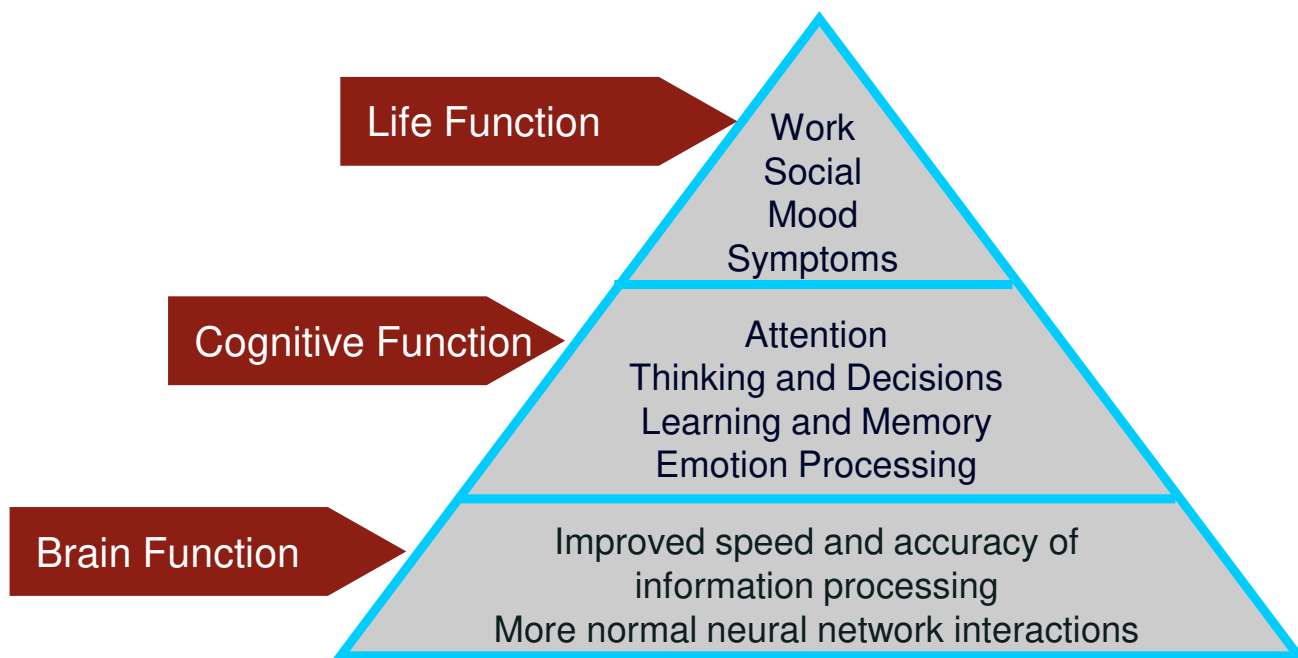 Life Function
Work
Social
Mood
Symptoms
Cognitive Function
Attention
Thinking and Decisions
Learning and Memory
Emotion Processing
Brain Function
Improved speed and accuracy of
information processing
More normal neural network interactions